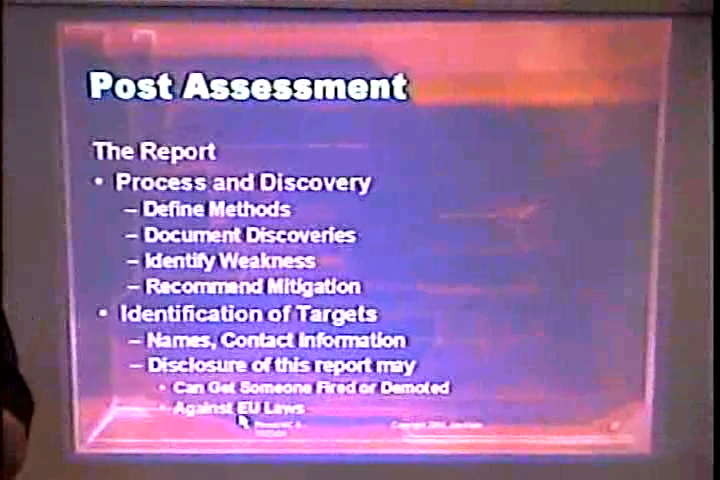 Post Assessment
The Report
• Process and Discovery
– Define Methods
– Document Discoveries
– Identify Weakness
– Recommend Mitigation
• Identification of Targets
– Names, Contact Information
– Disclosure of this report may
• Can Get Someone Fired or Demoted
• Against EU Laws
Copyright